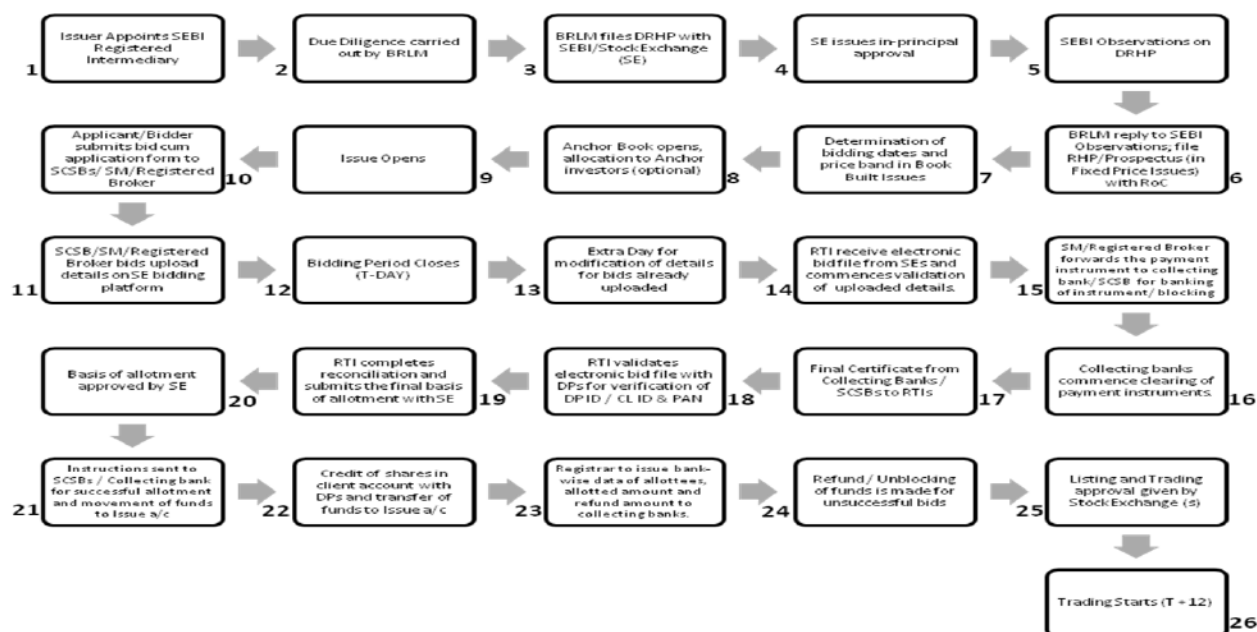 Issuer Appoints SEBI
Registered
Intermediary
1
Due Diligence carried
out by BRLM
2
BRLM files DRHP with
SEBI/Stock Exchange
(SE)
3
SE issues in-principal
approval
4
SEBI Observations on
DRHP
5
BRLM reply to SEBI
Observations; file
RHP/Prospectus (in
Fixed Price Issues)
with RoC
6
Determination of
bidding dates and
price band in Book
Built Issues
7
Anchor Book opens,
allocation to Anchor
investors (optional)
8
Issue Opens
9
Applicant/Bidder
submits bid cum
application form to
SCSBs/ SM/Registered
Broker
10
SCSB/SM/Registered
Broker bids upload
details on SE bidding
platform
11
Bidding Period Closes
(T-DAY)
12
Extra Day for
modification of details
for bids already
uploaded
13
RTI receive electronic
bid file from SEs and
commences validation
of uploaded details.
14
SM/Registered Broker
forwards the payment
instrument to collecting
bank/SCSB for banking
of instrument/ blocking
15
Collecting banks
commence clearing of
payment instruments.
16
Final Certificate from
Collecting Banks /
SCSBs to RTIs
17
RTI validates
electronic bid file with
DPs for verification of
DP ID / CL ID & PAN
18
RTI completes
reconciliation and
submits the final basis
of allotment with SE
19
Basis of allotment
approved by SE
20
Instructions sent to
SCSBs / Collecting bank
for successful allotment
and movement of funds
to Issue a/c
21
Credit of shares in
client account with
DPs and transfer of
funds to Issue a/c
22
Registrar to issue bank-
wise data of allottees,
allotted amount and
refund amount to
collecting banks.
23
Refund / Unblocking
of funds is made for
unsuccessful bids
24
Listing and Trading
approval given by
Stock Exchange (s)
25
Trading Starts (T + 12)
26